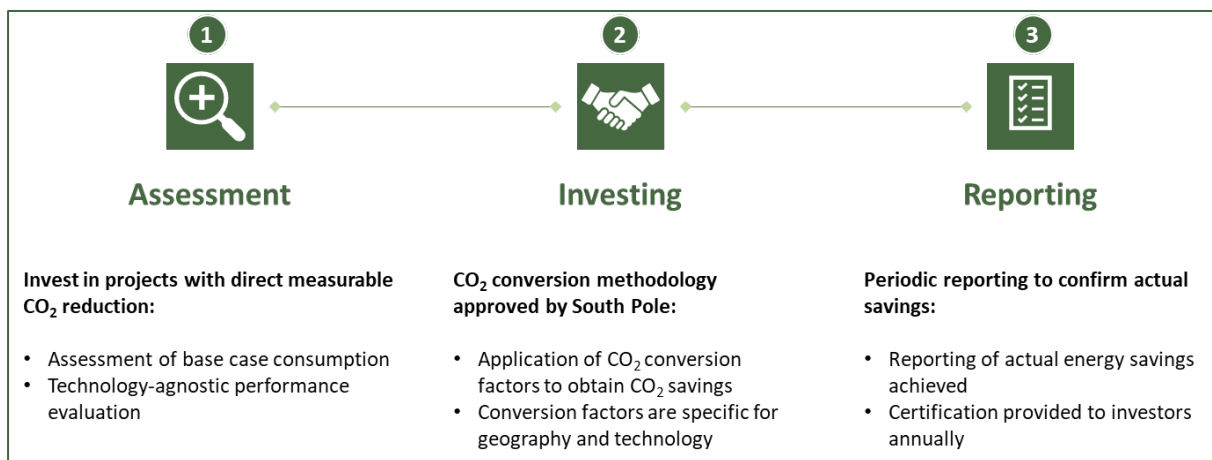 1
Assessment
Invest in projects with direct measurable
CO₂ reduction:
• Assessment of base case consumption
• Technology-agnostic performance
evaluation
2
Investing
CO₂ conversion methodology
approved by South Pole:
• Application of CO₂ conversion
factors to obtain CO₂ savings
• Conversion factors are specific for
geography and technology
3
Reporting
Periodic reporting to confirm actual
savings:
• Reporting of actual energy savings
achieved
• Certification provided to investors
annually